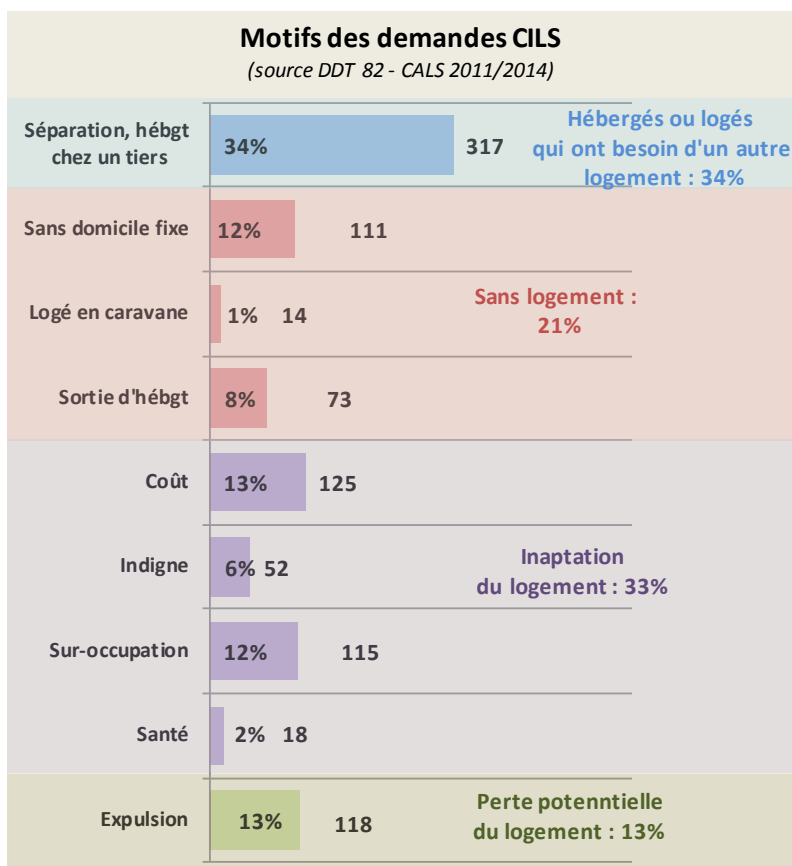 Motifs des demandes CILS
(source DDT 82 - CALS 2011/2014)
Séparation, hébgt
chez un tiers
34%
317
Hébergés ou logés
qui ont besoin d'un autre
logement : 34%
Sans domicile fixe
12%
111
Logé en caravane
1%
14
Sans logement :
21%
Sortie d'hébgt
8%
73
Coût
13%
125
Indigne
6%
52
Inaptation
du logement : 33%
Sur-occupation
12%
115
Santé
2%
18
Expulsion
13%
118
Perte potenntielle
du logement : 13%